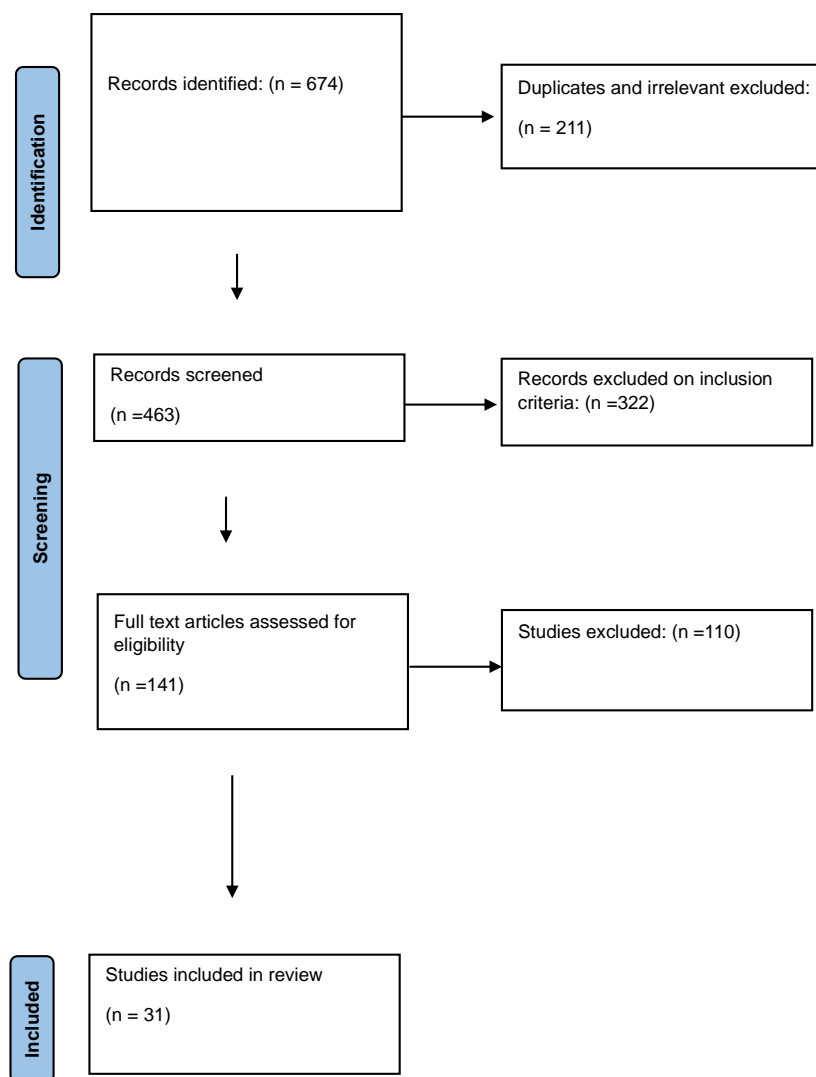 Identification
Records identified: (n = 674)
Duplicates and irrelevant excluded:
(n = 211)
Screening
Records screened
(n =463)
Records excluded on inclusion
criteria: (n =322)
Full text articles assessed for
eligibility
(n =141)
Studies excluded: (n =110)
Included
Studies included in review
(n = 31)